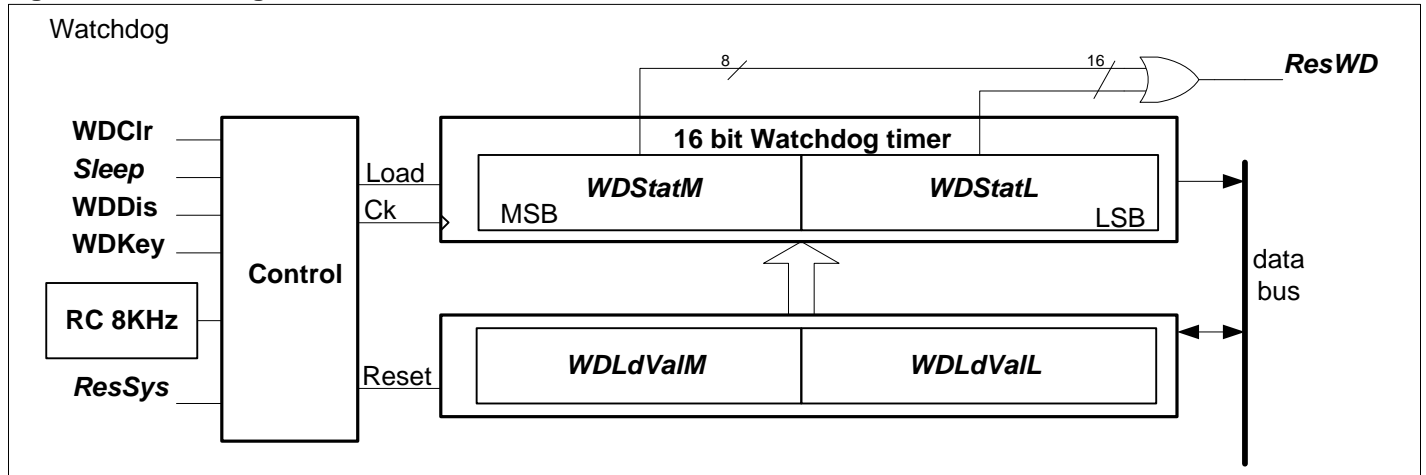 Watchdog
8
16
ResWD
WDClr
Sleep
WDDis
WDKey
RC 8KHz
ResSys
Control
Load
Ck
Reset
16 bit Watchdog timer
WDStatM
WDStatL
MSB
LSB
WDLdValM
WDLdValL
data
bus